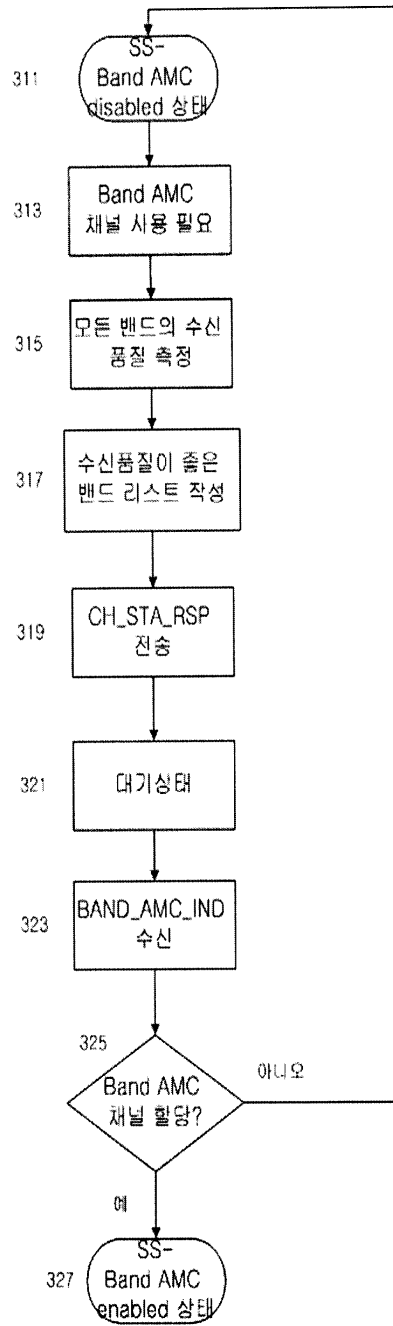 311
SS-
Band AMC
disabled 상태
313
Band AMC
채널 사용 필요
315
모든 밴드의 수신
품질 측정
317
수신품질이 좋은
밴드 리스트 작성
319
CH_STA_RSP
전송
321
대기상태
323
BAND_AMC_IND
수신
325
Band AMC
채널 할당?
아니오
예
327
SS-
Band AMC
enabled 상태